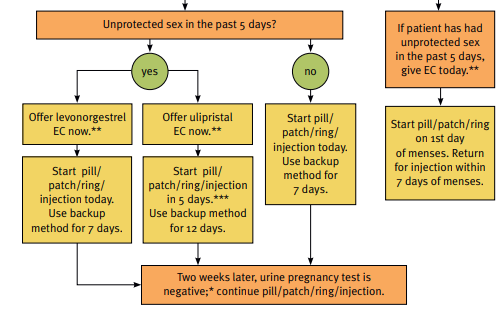 Unprotected sex in the past 5 days?
yes
no
Offer levonorgestrel
EC now.**
Offer ulipristal
EC now.**
Start pill/
patch/ring/
injection today.
Use backup
method for 7 days.
Start pill/
patch/ring/injection
in 5 days.***
Use backup method
for 12 days.
Start pill/
patch/ring/
injection today.
Use backup
method for
7 days.
Two weeks later, urine pregnancy test is
negative;* continue pill/patch/ring/injection.
If patient has had
unprotected sex
in the past 5 days,
give EC today.**
Start pill/patch/ring
on 1st day
of menses. Return
for injection within
7 days of menses.